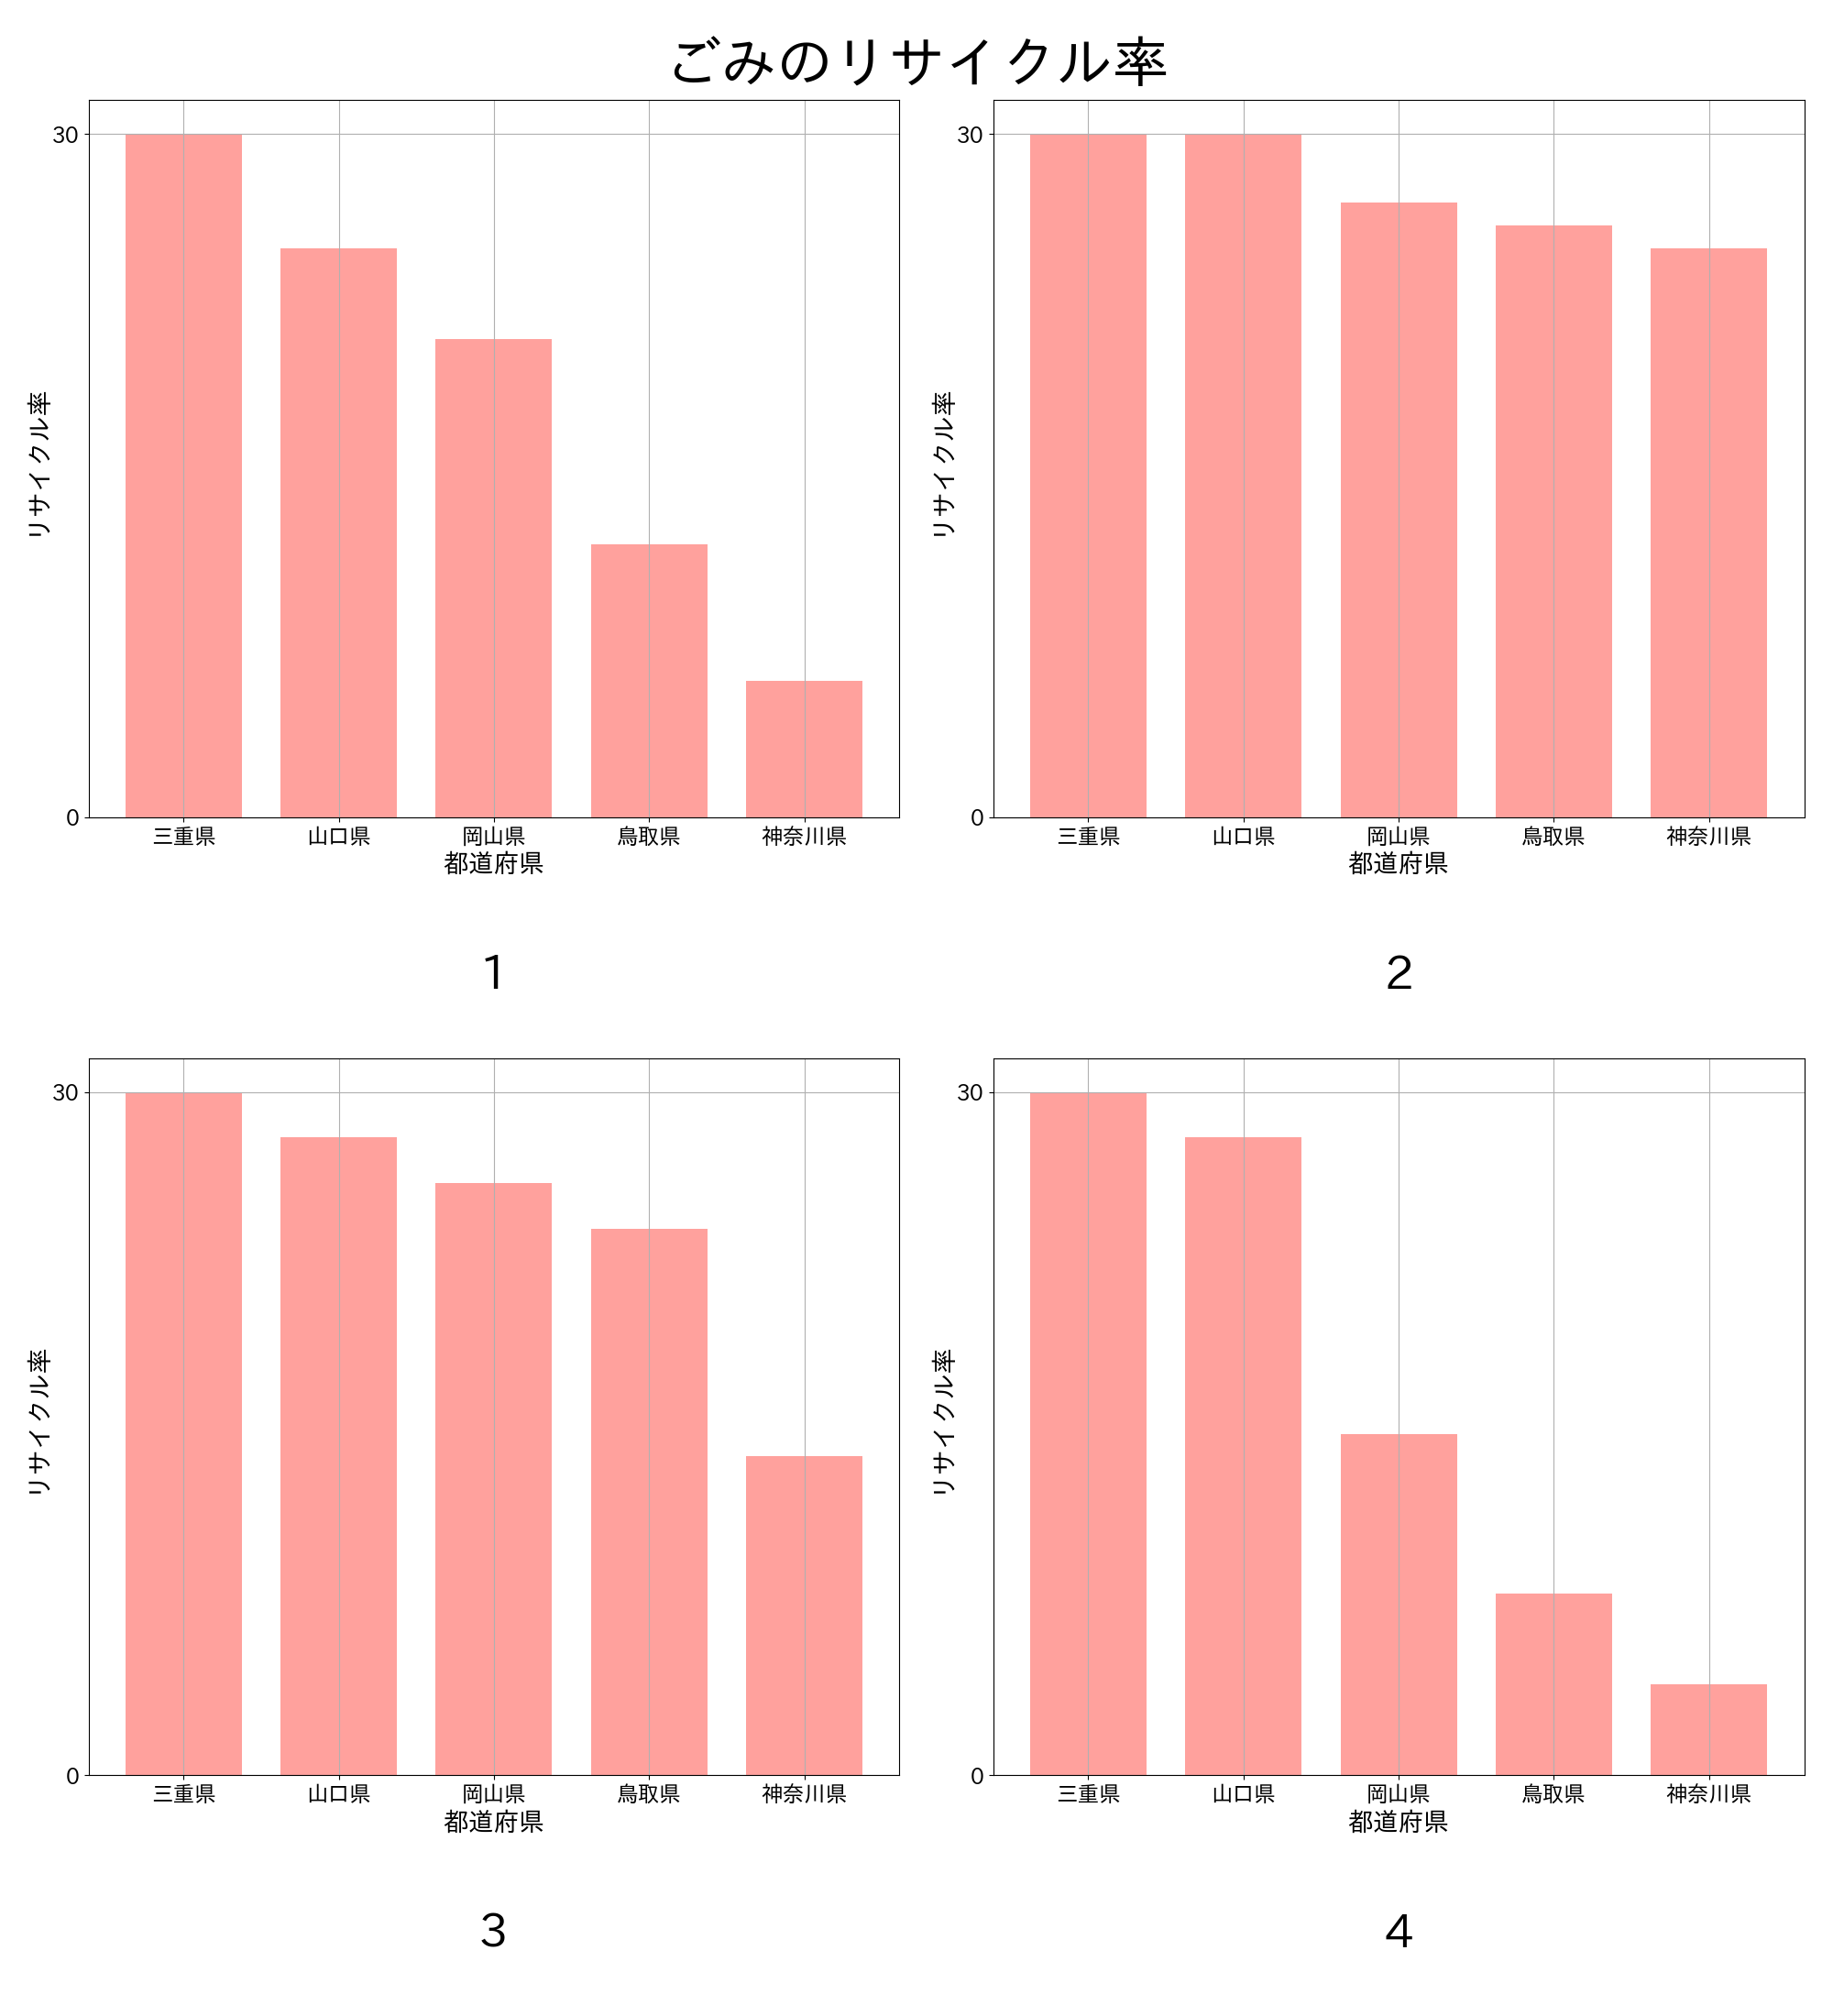 ごみのリサイクル率
30
0
リサイクル率
三重県 山口県 岡山県 鳥取県 神奈川県
都道府県
1
30
0
リサイクル率
三重県 山口県 岡山県 鳥取県 神奈川県
都道府県
2
30
0
リサイクル率
三重県 山口県 岡山県 鳥取県 神奈川県
都道府県
3
30
0
リサイクル率
三重県 山口県 岡山県 鳥取県 神奈川県
都道府県
4